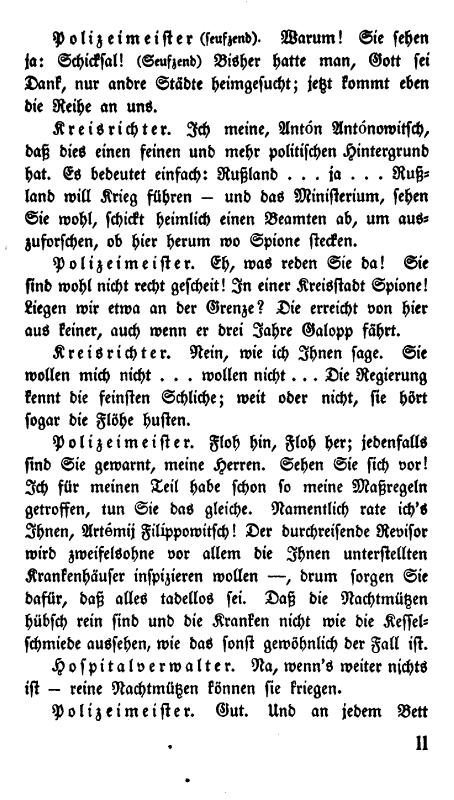 Polizeimeister (seufzend). Warum! Sie sehen
ja: Schicksal! (Seufzend) Bisher hatte man, Gott sei
Dank, nur andre Städte heimgesucht; jetzt kommt eben
die Reihe an uns.
Kreisrichter. Ich meine, Antón Antónowitsch,
daß dies einen feinen und mehr politischen Hintergrund
hat. Es bedeutet einfach: Rußland . . . ja . . . Ruß=
land will Krieg führen — und das Ministerium, sehen
Sie wohl, schickt heimlich einen Beamten ab, um aus=
zuforschen, ob hier herum wo Spione stecken.
Polizeimeister. Eh, was reden Sie da! Sie
sind wohl nicht recht gescheit! In einer Kreisstadt Spione!
Liegen wir etwa an der Grenze? Die erreicht von hier
aus keiner, auch wenn er drei Jahre Galopp fährt.
Kreisrichter. Nein, wie ich Ihnen sage. Sie
wollen mich nicht . . . wollen nicht . . . Die Regierung
kennt die feinsten Schliche; weit oder nicht, sie hört
sogar die Flöhe husten.
Polizeimeister. Floh hin, Floh her; jedenfalls
sind Sie gewarnt, meine Herren. Sehen Sie sich vor!
Ich für meinen Teil habe schon so meine Maßregeln
getroffen, tun Sie das gleiche. Namentlich rate ich's
Ihnen, Artémij Filippowitsch! Der durchreisende Revisor
wird zweifelsohne vor allem die Ihnen unterstellten
Krankenhäuser inspizieren wollen —, drum sorgen Sie
dafür, daß alles tadellos sei. Daß die Nachtmützen
hübsch rein sind und die Kranken nicht wie die Kessel=
schmiede aussehen, wie das sonst gewöhnlich der Fall ist.
Hospitalverwalter. Na, wenn's weiter nichts
ist — reine Nachtmützen können sie kriegen.
Polizeimeister. Gut. Und an jedem Bett
11